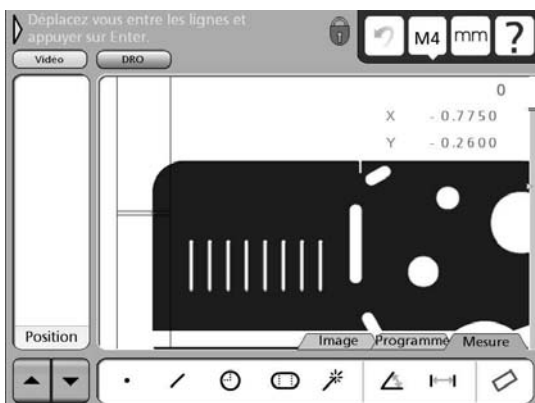 Déplacez vous entre les lignes et
appuyer sur Enter.
M4
mm
?
Vidéo
DRO
0
X - 0.7750
Y - 0.2600
Position
Image
Programme
Mesure